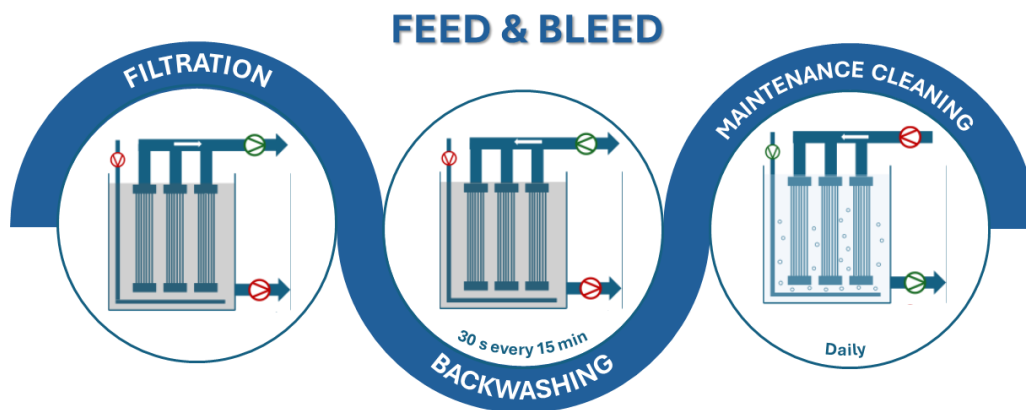 FEED & BLEED
FILTRATION
30 s every 15 min
BACKWASHING
MAINTENANCE CLEANING
Daily